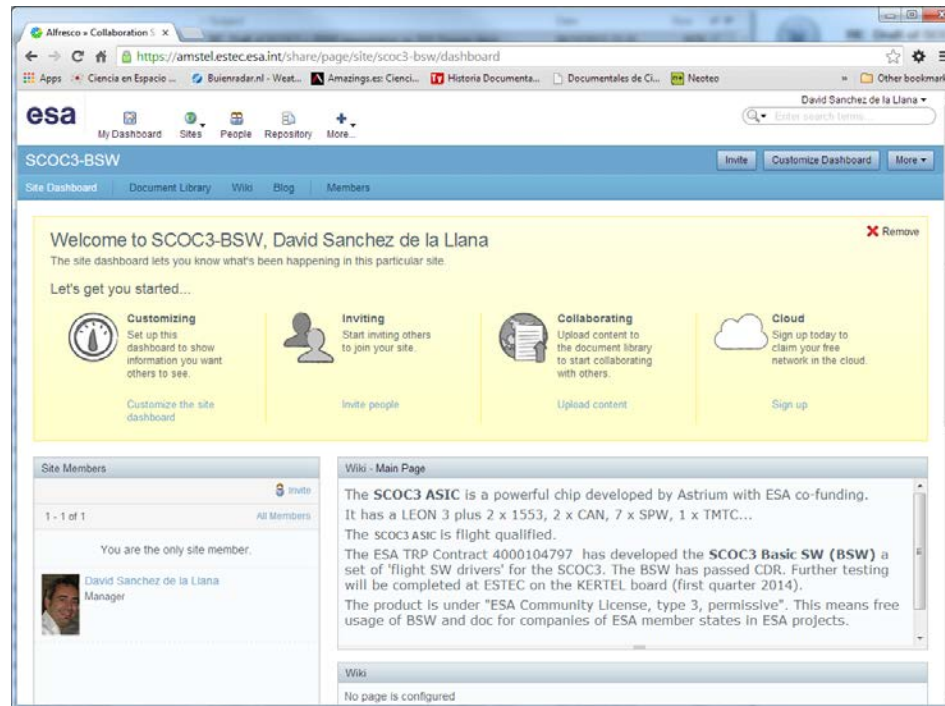 Alfresco » Collaboration S
https://amstel.estec.esa.int/share/page/site/scoc3-bsw/dashboard
Apps Ciencia en Espacio ... Buienradar.nl - Weat... Amazings.es: Cienci... Historia Documenta... Documentales de Ci... Neoteo » Other bookmark
David Sanchez de la Llana
esa
My Dashboard Sites People Repository More...
Enter search terms...
SCOC3-BSW Invite Customize Dashboard More
Site Dashboard Document Library Wiki Blog Members
Welcome to SCOC3-BSW, David Sanchez de la Llana
Remove
The site dashboard lets you know what's been happening in this particular site.
Let's get you started...
Customizing
Set up this
dashboard to show
information you want
others to see.
Customize the site
dashboard
Inviting
Start inviting others
to join your site.
Invite people
Collaborating
Upload content to
the document library
to start collaborating
with others.
Upload content
Cloud
Sign up today to
claim your free
network in the cloud.
Sign up
Site Members
Invite
1 - 1 of 1 All Members
You are the only site member.
David Sanchez de la Llana
Manager
Wiki - Main Page
The SCOC3 ASIC is a powerful chip developed by Astrium with ESA co-funding.
It has a LEON 3 plus 2 x 1553, 2 x CAN, 7 x SPW, 1 x TMTC...
The SCOC3 ASIC is flight qualified.
The ESA TRP Contract 4000104797 has developed the SCOC3 Basic SW (BSW) a
set of 'flight SW drivers' for the SCOC3. The BSW has passed CDR. Further testing
will be completed at ESTEC on the KERTEL board (first quarter 2014).
The product is under "ESA Community License, type 3, permissive". This means free
usage of BSW and doc for companies of ESA member states in ESA projects.
Wiki
No page is configured